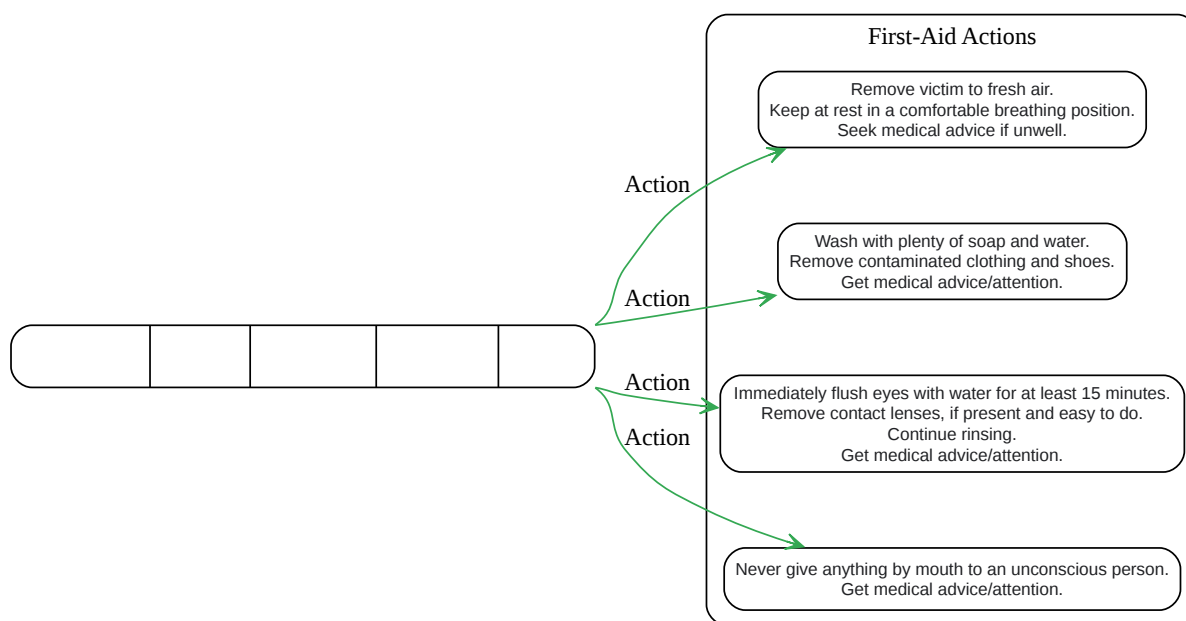 First-Aid Actions
Remove victim to fresh air.
Keep at rest in a comfortable breathing position.
Seek medical advice if unwell.
Action
Wash with plenty of soap and water.
Remove contaminated clothing and shoes.
Get medical advice/attention.
Action
Action
Immediately flush eyes with water for at least 15 minutes.
Remove contact lenses, if present and easy to do.
Continue rinsing.
Get medical advice/attention.
Action
Never give anything by mouth to an unconscious person.
Get medical advice/attention.